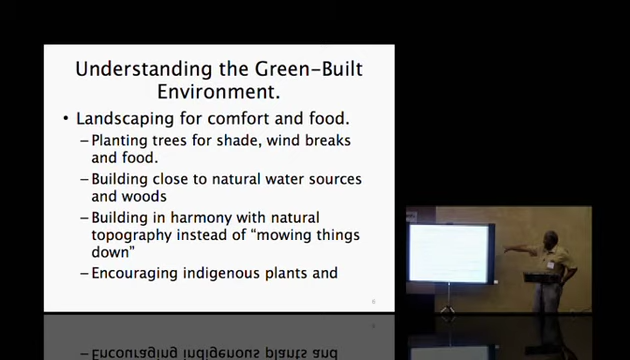 Understanding the Green-Built
Environment.
• Landscaping for comfort and food.
–Planting trees for shade, wind breaks
and food.
–Building close to natural water sources
and woods
–Building in harmony with natural
topography instead of "mowing things
down"
–Encouraging indigenous plants and